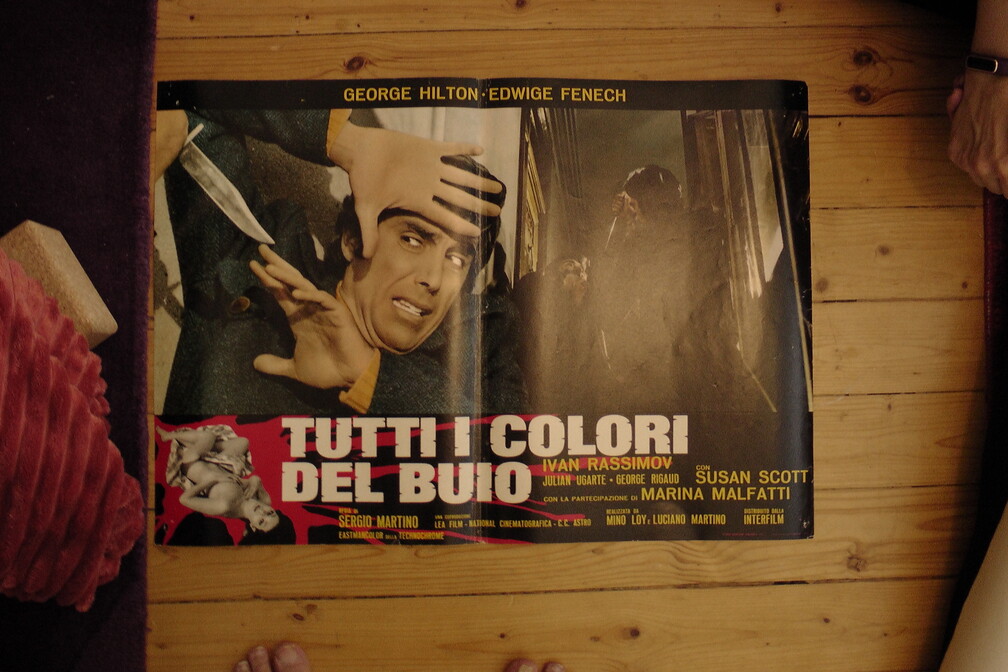 GEORGE HILTON · EDWIGE FENECH
TUTTI I COLORI
DEL BUIO
IVAN RASSIMOV
JULIAN UGARTE · GEORGE RIGAUD
CON
SUSAN SCOTT
CON LA PARTECIPAZIONE DI MARINA MALFATTI
REGIA DI
SERGIO MARTINO
UNA COPRODUZIONE
LEA FILM - NATIONAL CINEMATOGRAFICA - C.C. ASTRO
REALIZZATO DA
MINO LOY e LUCIANO MARTINO
DISTRIBUITO DALLA
INTERFILM
EASTMANCOLOR DELLA TECHNOCHROME